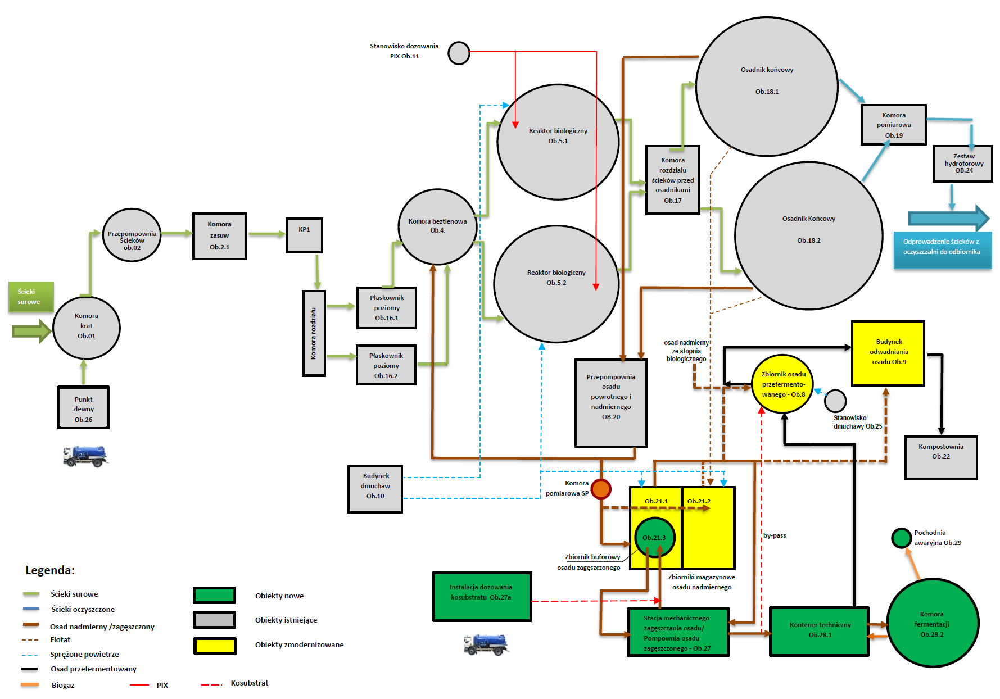 Stanowisko dozowania
PIX Ob.11
Osadnik końcowy
Ob.18.1
Reaktor biologiczny
Ob.5.1
Komora
pomiarowa
Ob.19
Komora
rozdziału
ścieków przed
osadnikami
Ob.17
Zestaw
hydroforowy
OB.24
Przepompownia
Ścieków
ob.02
Komora
zasuw
Ob.2.1
KP1
Komora beztlenowa
Ob.4.
Osadnik Końcowy
Ob.18.2
Odprowadzenie ścieków z
oczyszczalni do odbiornika
Reaktor biologiczny
Ob.5.2
Ścieki
surowe
Komora
krat
Ob.01
Komora rozdziału
Płaskownik
poziomy
Ob.16.1
Płaskownik
poziomy
Ob.16.2
Punkt
zlewny
Ob.26
osad nadmierny
ze stopnia
biologicznego
Przepompownia
osadu
powrotnego i
nadmiernego
OB.20
Zbiornik osadu
przefermento-
wanego - Ob.8
Budynek
odwadniania
osadu Ob.9
Stanowisko
dmuchawy Ob.25
Kompostownia
Ob.22
Budynek
dmuchaw
Ob.10
Komora
pomiarowa SP
Ob.21.1
Ob.21.2
Ob.21.3
Zbiornik buforowy
osadu zagęszczonego
Zbiorniki magazynowe
osadu nadmiernego
by-pass
Pochodnia
awaryjna Ob.29
Instalacja dozowania
kosubstratu Ob.27a
Stacja mechanicznego
zagęszczania osadu/
Pompownia osadu
zagęszczonego - Ob.27
Kontener techniczny
Ob.28.1
Komora
fermentacji
Ob.28.2
Legenda:
Ścieki surowe
Ścieki oczyszczone
Osad nadmierny /zagęszczony
Flotat
Sprężone powietrze
Osad przefermentowany
Biogaz
PIX
Kosubstrat
Obiekty nowe
Obiekty istniejące
Obiekty zmodernizowane